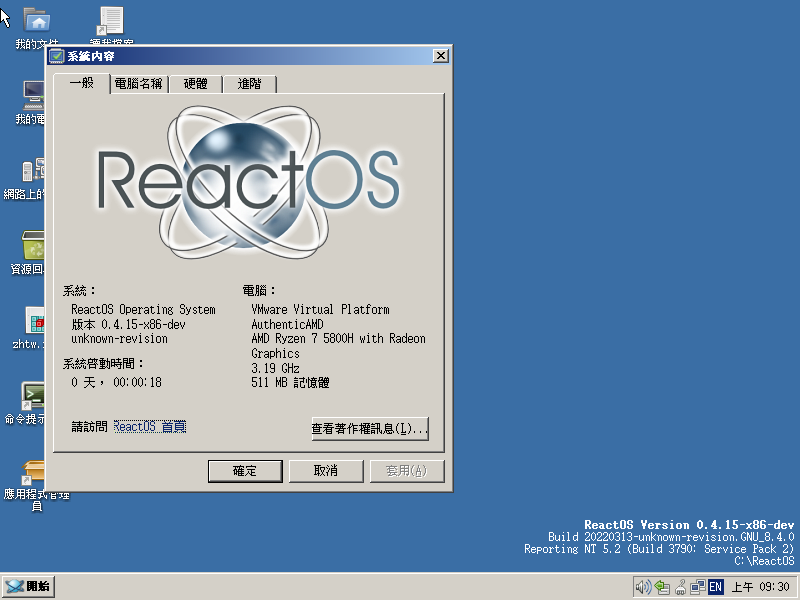 我的文件
讀我檔案
系統內容
一般
電腦名稱
硬體
進階
我的電
網路上的
資源回
zhtw.
命令提示
應用程式管理
員
ReactOS
系統：
ReactOS Operating System
版本 0.4.15-x86-dev
unknown-revision
系統啓動時間：
0 天， 00:00:18
電腦：
VMware Virtual Platform
AuthenticAMD
AMD Ryzen 7 5800H with Radeon
Graphics
3.19 GHz
511 MB 記憶體
請訪問 ReactOS 首頁
查看著作權訊息(L)...
確定
取消
套用(A)
ReactOS Version 0.4.15-x86-dev
Build 20220313-unknown-revision.GNU_8.4.0
Reporting NT 5.2 (Build 3790: Service Pack 2)
C:\ReactOS
開始
EN
上午 09:30